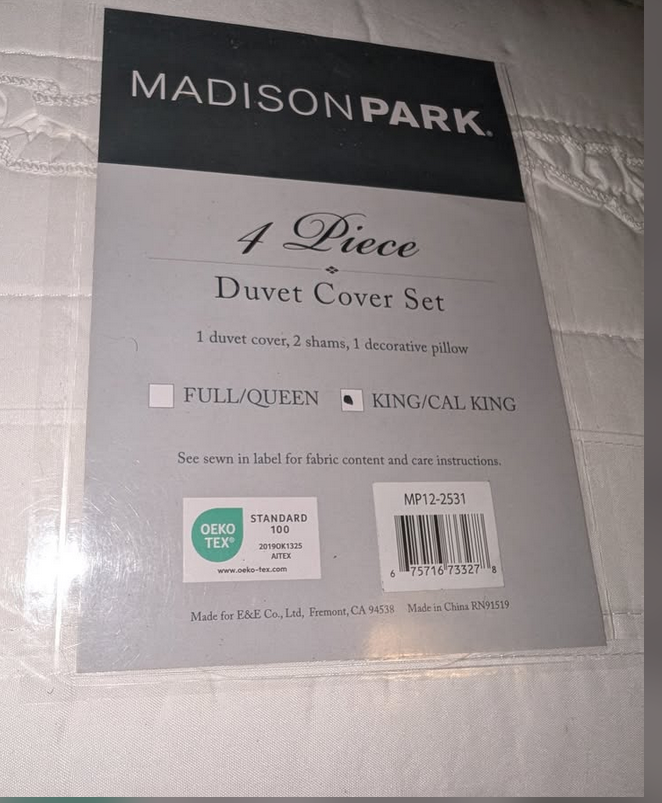 MADISONPARK.
4 Piece
Duvet Cover Set
1 duvet cover, 2 shams, 1 decorative pillow
FULL/QUEEN KING/CAL KING
See sewn in label for fabric content and care instructions.
OEKO
TEX®
STANDARD
100
2019OK1325
AITEX
www.oeko-tex.com
MP12-2531
6 75716 73327 8
Made for E&E Co., Ltd, Fremont, CA 94538 Made in China RN91519